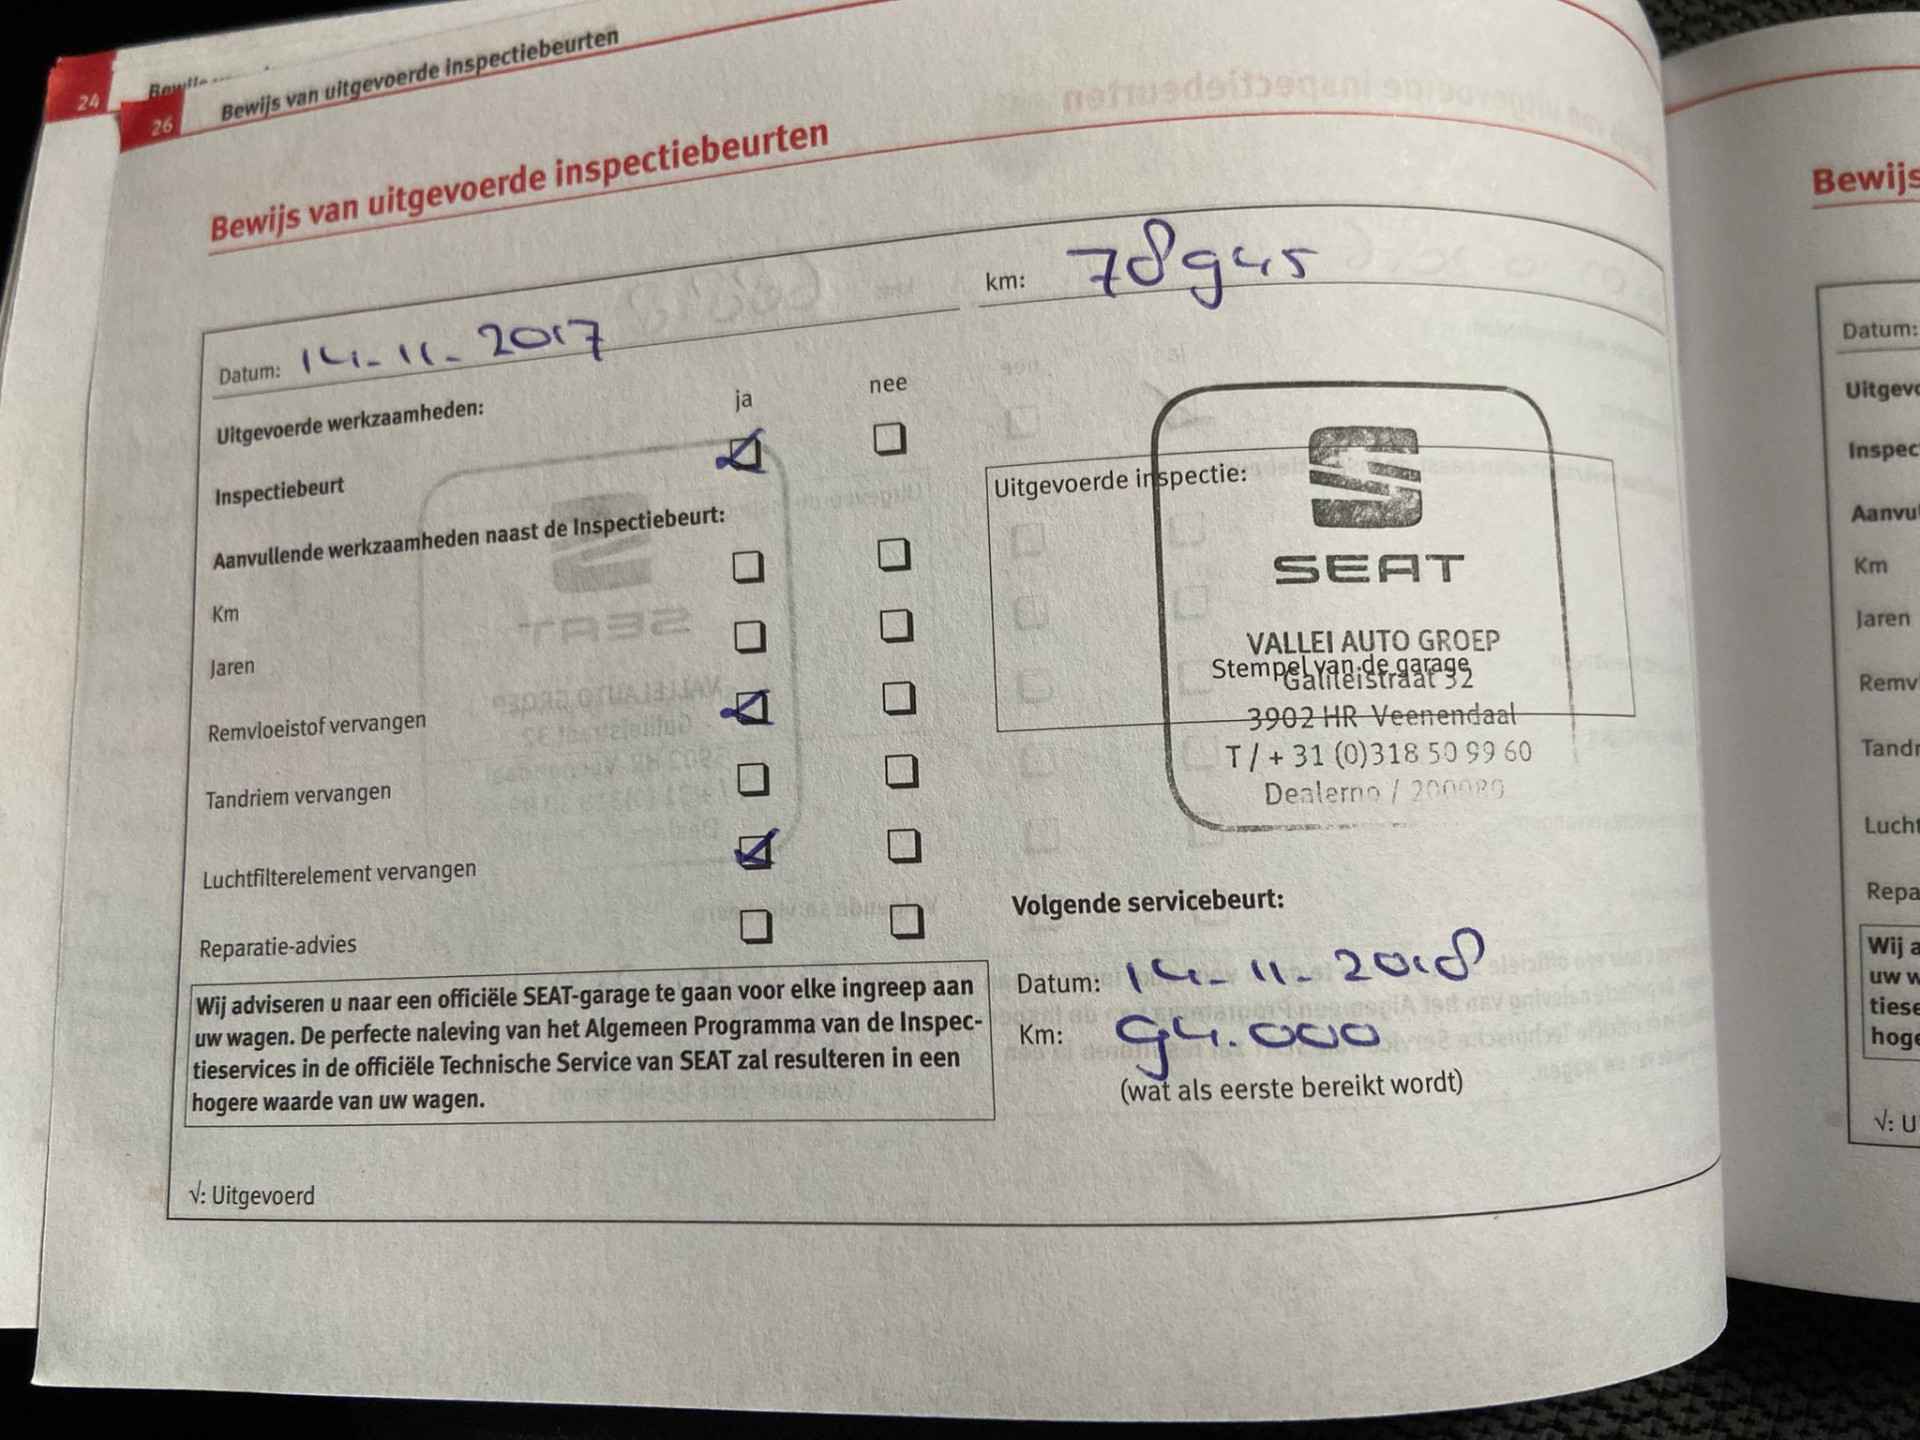 24
26 Bewijs van uitgevoerde inspectiebeurten
Bewijs van uitgevoerde inspectiebeurten
Datum: 14-11-2017
km: 78945
Uitgevoerde werkzaamheden:
ja nee
Inspectiebeurt
Aanvullende werkzaamheden naast de Inspectiebeurt:
Km
Jaren
Remvloeistof vervangen
Tandriem vervangen
Luchtfilterelement vervangen
Reparatie-advies
Wij adviseren u naar een officiële SEAT-garage te gaan voor elke ingreep aan
uw wagen. De perfecte naleving van het Algemeen Programma van de Inspec-
tieservices in de officiële Technische Service van SEAT zal resulteren in een
hogere waarde van uw wagen.
√: Uitgevoerd
Uitgevoerde inspectie:
SEAT
VALLEI AUTO GROEP
Stempel van de garage
Galileistraat 32
3902 HR Veenendaal
T / + 31 (0)318 50 99 60
Dealerno /
Volgende servicebeurt:
Datum: 14-11-2018
Km: 94.000
(wat als eerste bereikt wordt)
Bewijs
Datum:
Km
Jaren
Wij
uw
√: